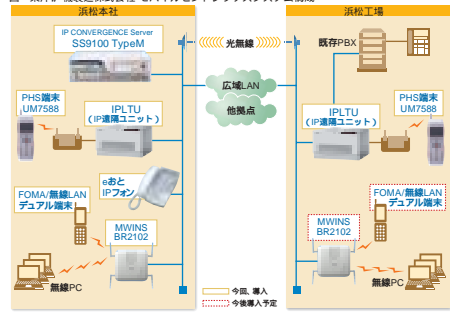 浜松本社
IP CONVERGENCE Server
SS9100 TypeM
PHS端末
UM7588
IPLTU
(IP遠隔ユニット)
eおと
IPフォン
FOMA/無線LAN
デュアル端末
MWINS
BR2102
無線PC
光無線
広域LAN
他拠点
今回、導入
今後導入予定
浜松工場
既存PBX
IPLTU
(IP遠隔ユニット)
PHS端末
UM7588
FOMA/無線LAN
デュアル端末
MWINS
BR2102
無線PC